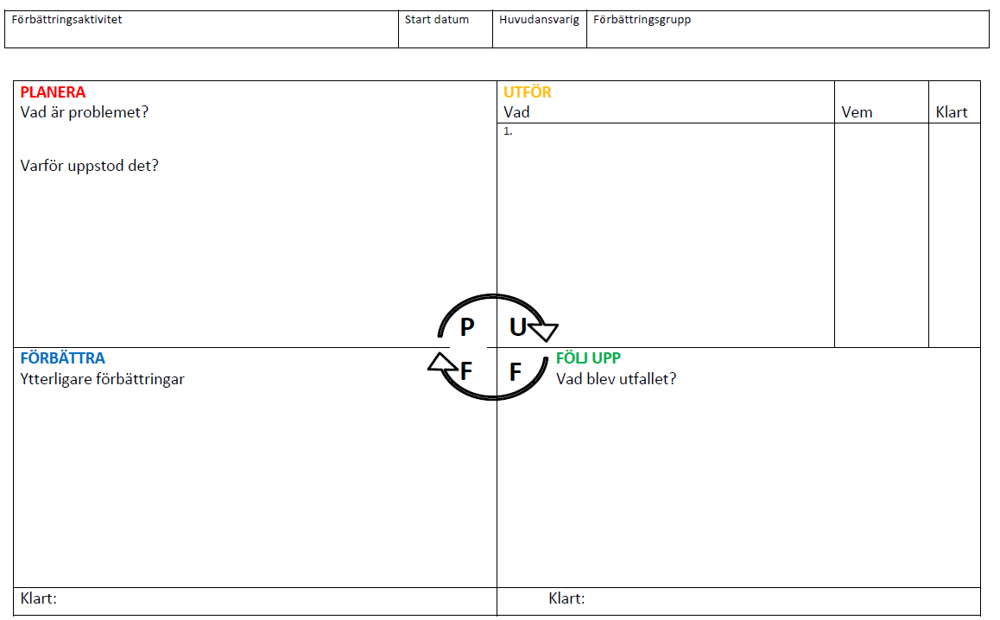 Förbättringsaktivitet
Start datum
Huvudansvarig
Förbättringsgrupp
PLANERA
Vad är problemet?
Varför uppstod det?
UTFÖR
Vad
Vem
Klart
1.
P
U
F
F
FÖRBÄTTRA
Ytterligare förbättringar
FÖLJ UPP
Vad blev utfallet?
Klart:
Klart: